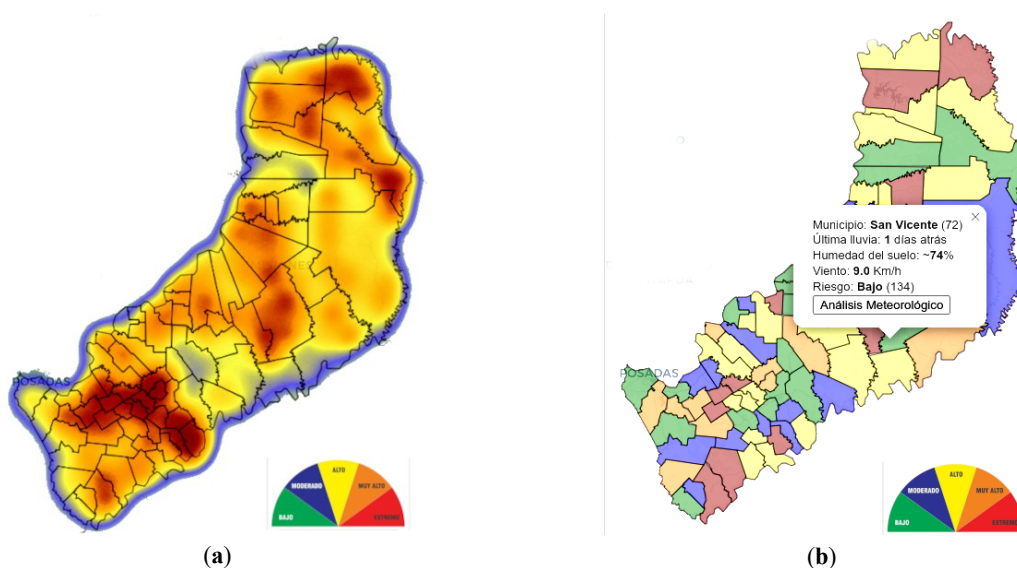 POSADAS
ALTO
MODERADO
MUY ALTO
BAJO
EXTREMO
(a)
Municipio: San Vicente (72)
Última lluvia: 1 días atrás
Humedad del suelo: ~74%
Viento: 9.0 Km/h
Riesgo: Bajo (134)
Análisis Meteorológico
POSADAS
ALTO
MODERADO
MUY ALTO
BAJO
EXTREMO
(b)